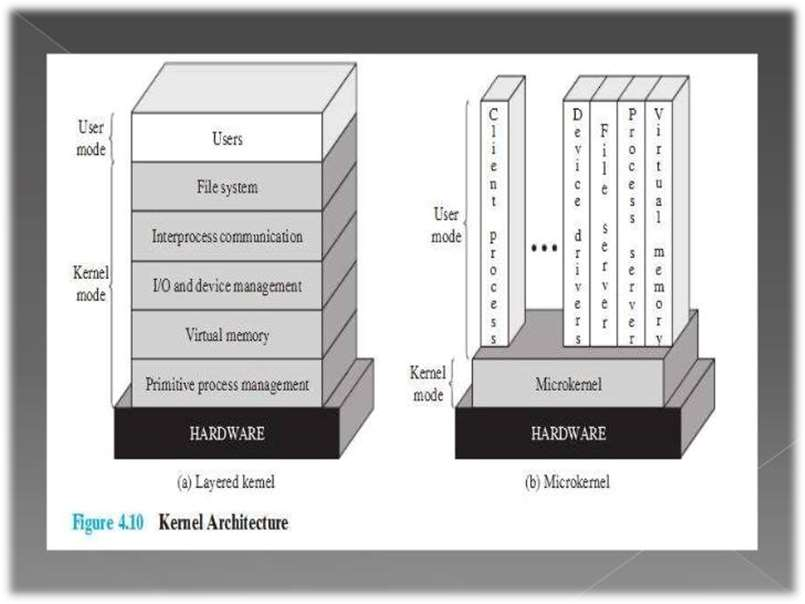 User
mode
Users
File system
Interprocess communication
Kernel
mode
I/O and device management
Virtual memory
Primitive process management
HARDWARE
(a) Layered kernel
User
mode
Client process
Device drivers
File server
Process server
Virtual memory
Kernel
mode
Microkernel
HARDWARE
(b) Microkernel
Figure 4.10 Kernel Architecture